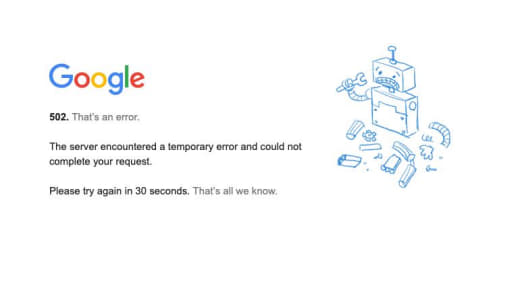 Google
502. That's an error.
The server encountered a temporary error and could not
complete your request.
Please try again in 30 seconds. That's all we know.